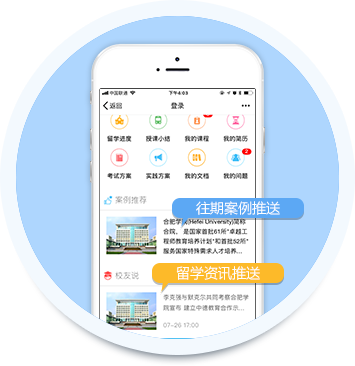 中国联通
下午4:03
返回
登录
留学进度
授课小结
我的课程
我的简历
考试方案
实践方案
我的文档
我的问题
2
案例推荐
往期案例推送
合肥学院(Hefei University)简称
合院，是国家首批61所"卓越工
程师教育培养计划"和首批52所"
服务国家特殊需求人才培养...
校友说
留学资讯推送
李克强与默克尔共同考察合肥学
院宣布 建立中德教育合作示...
07-26 17:00